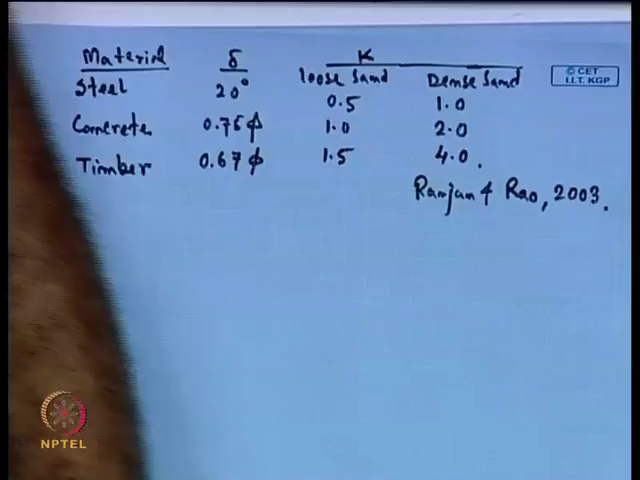 Material δ K
loose Sand Dense Sand
© CET
I.I.T. KGP
Steel 20° 0.5 1.0
Concrete 0.75ϕ 1.0 2.0
Timber 0.67ϕ 1.5 4.0.
Ranjan & Rao, 2003.
NPTEL